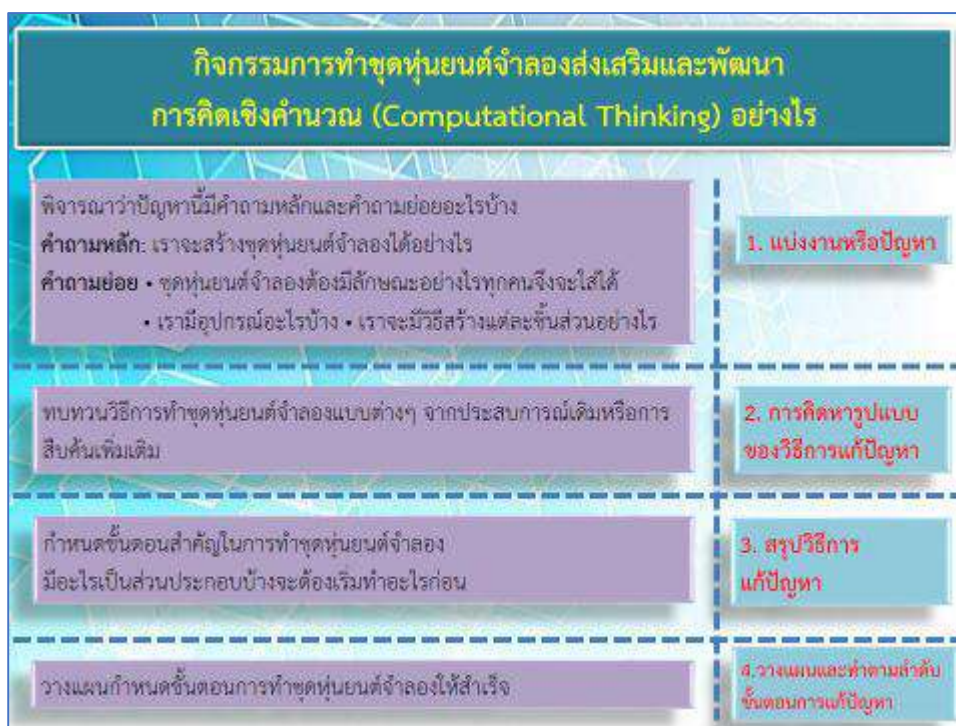 กิจกรรมการทำชุดหุ่นยนต์จำลองส่งเสริมและพัฒนา
การคิดเชิงคำนวณ (Computational Thinking) อย่างไร
พิจารณาว่าปัญหานี้มีคำถามหลักและคำถามย่อยอะไรบ้าง
คำถามหลัก: เราจะสร้างชุดหุ่นยนต์จำลองได้อย่างไร
คำถามย่อย • ชุดหุ่นยนต์จำลองต้องมีลักษณะอย่างไรทุกคนจึงจะใส่ได้
• เรามีอุปกรณ์อะไรบ้าง • เราจะมีวิธีสร้างแต่ละชิ้นส่วนอย่างไร
1. แบ่งงานหรือปัญหา
ทบทวนวิธีการทำชุดหุ่นยนต์จำลองแบบต่างๆ จากประสบการณ์เดิมหรือการ
สืบค้นเพิ่มเติม
2. การคิดหารูปแบบ
ของวิธีการแก้ปัญหา
กำหนดขั้นตอนสำคัญในการทำชุดหุ่นยนต์จำลอง
มีอะไรเป็นส่วนประกอบบ้างจะต้องเริ่มทำอะไรก่อน
3. สรุปวิธีการ
แก้ปัญหา
วางแผนกำหนดขั้นตอนการทำชุดหุ่นยนต์จำลองให้สำเร็จ
4.วางแผนและทำตามลำดับ
ขั้นตอนการแก้ปัญหา